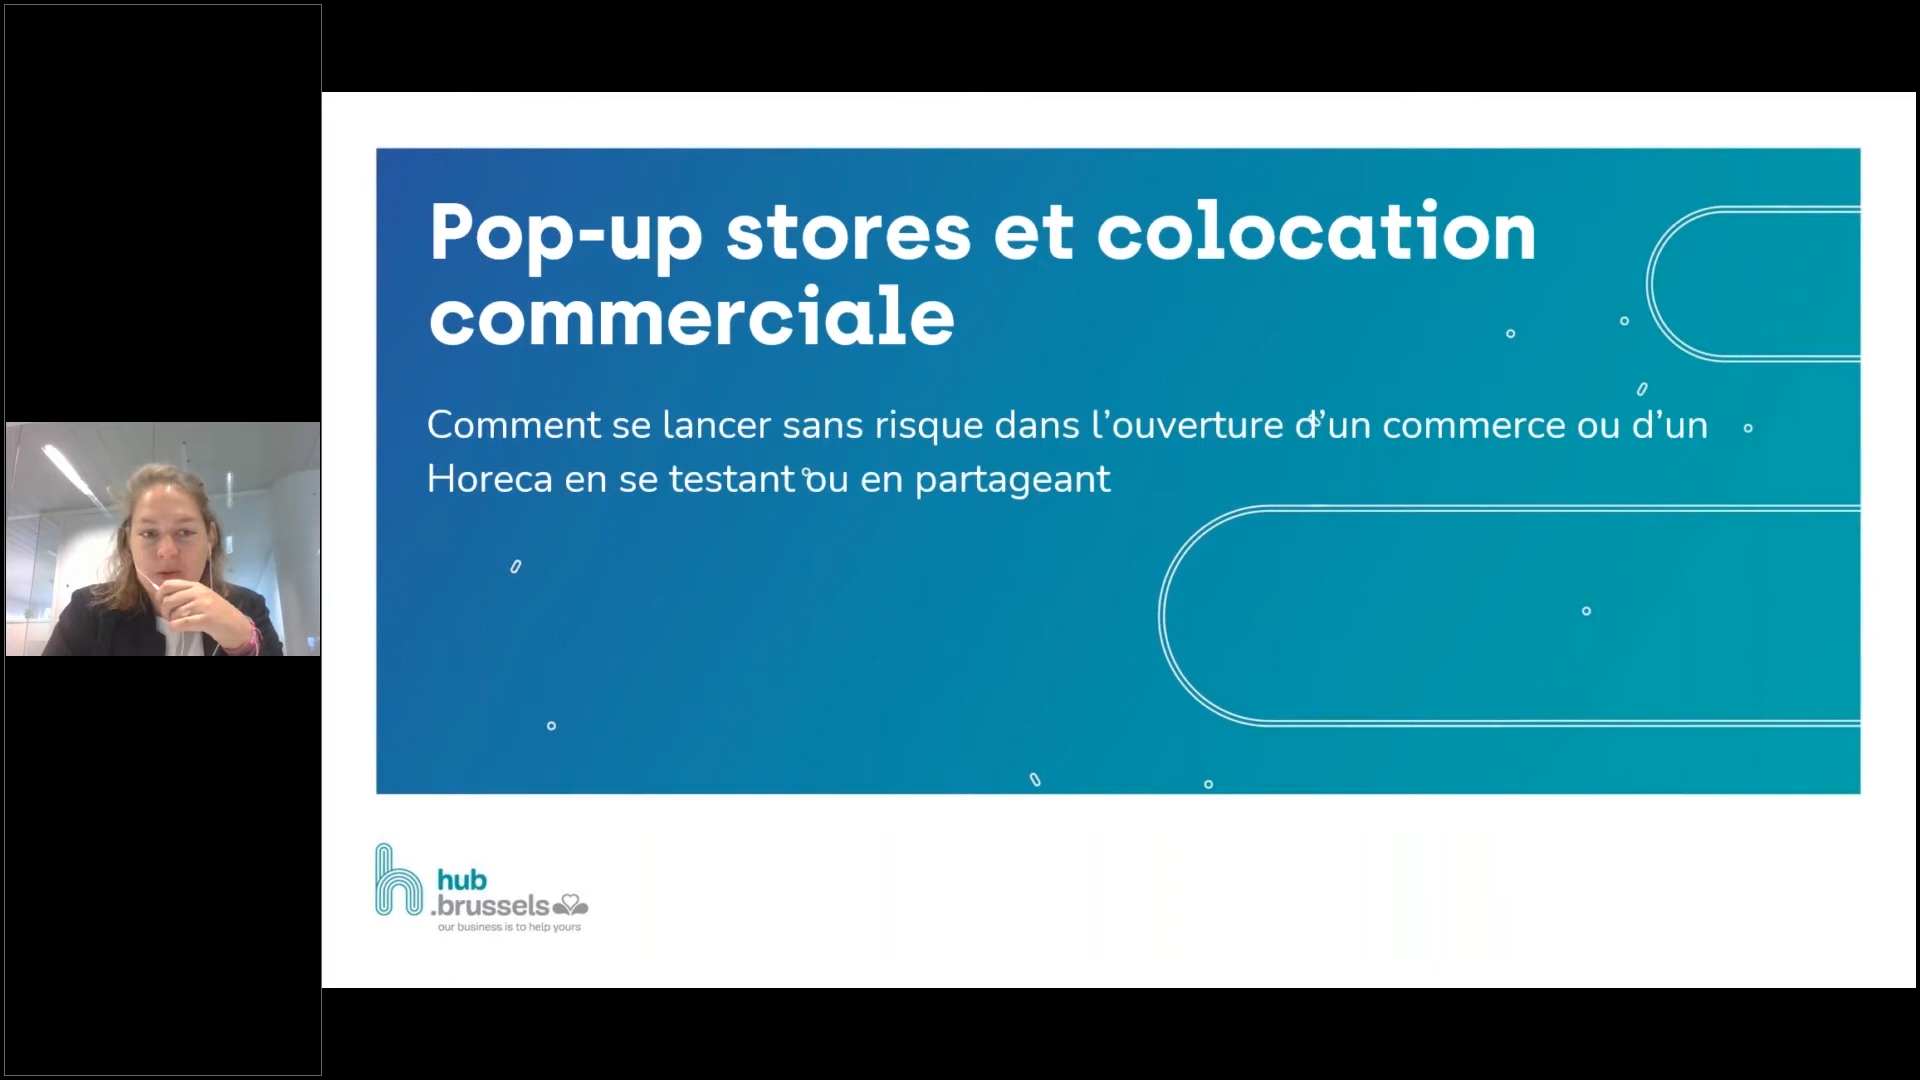 Pop-up stores et colocation
commerciale
Comment se lancer sans risque dans l’ouverture d’un commerce ou d’un
Horeca en se testant ou en partageant
hub
.brussels
our business is to help yours